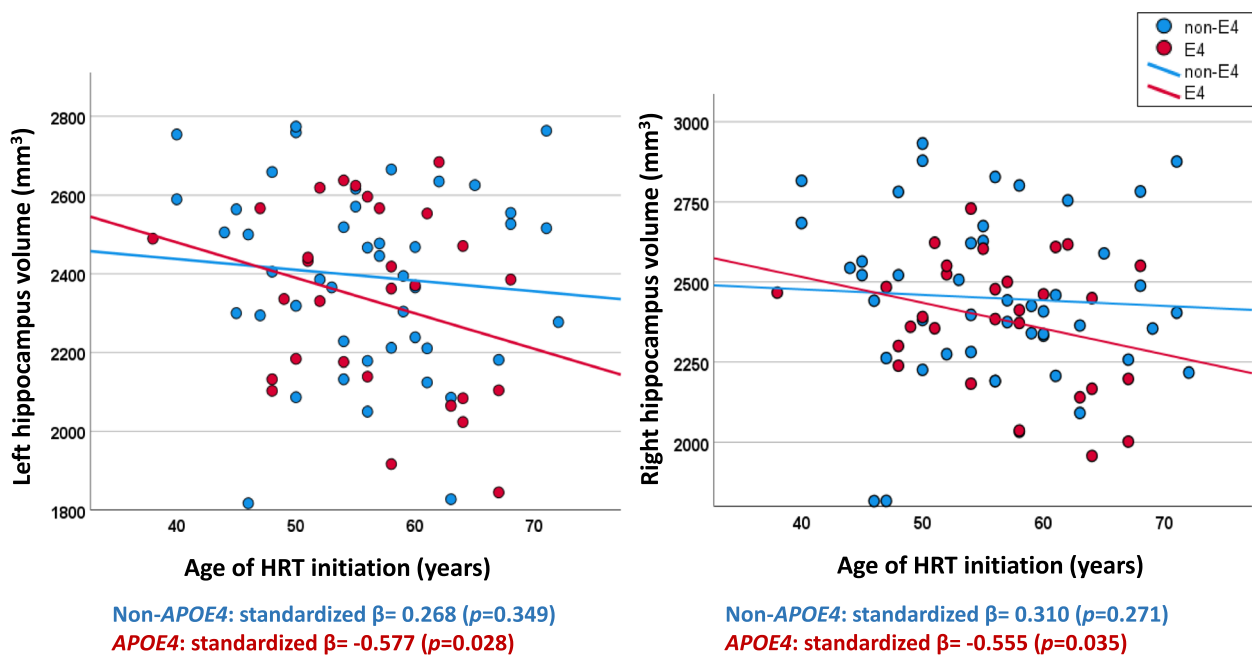 non-E4
E4
non-E4
E4
Left hippocampus volume (mm³)
2800
2600
2400
2200
2000
1800
40 50 60 70
Age of HRT initiation (years)
Non-APOE4: standardized β= 0.268 (p=0.349)
APOE4: standardized β= -0.577 (p=0.028)
Right hippocampus volume (mm³)
3000
2750
2500
2250
2000
40 50 60 70
Age of HRT initiation (years)
Non-APOE4: standardized β= 0.310 (p=0.271)
APOE4: standardized β= -0.555 (p=0.035)